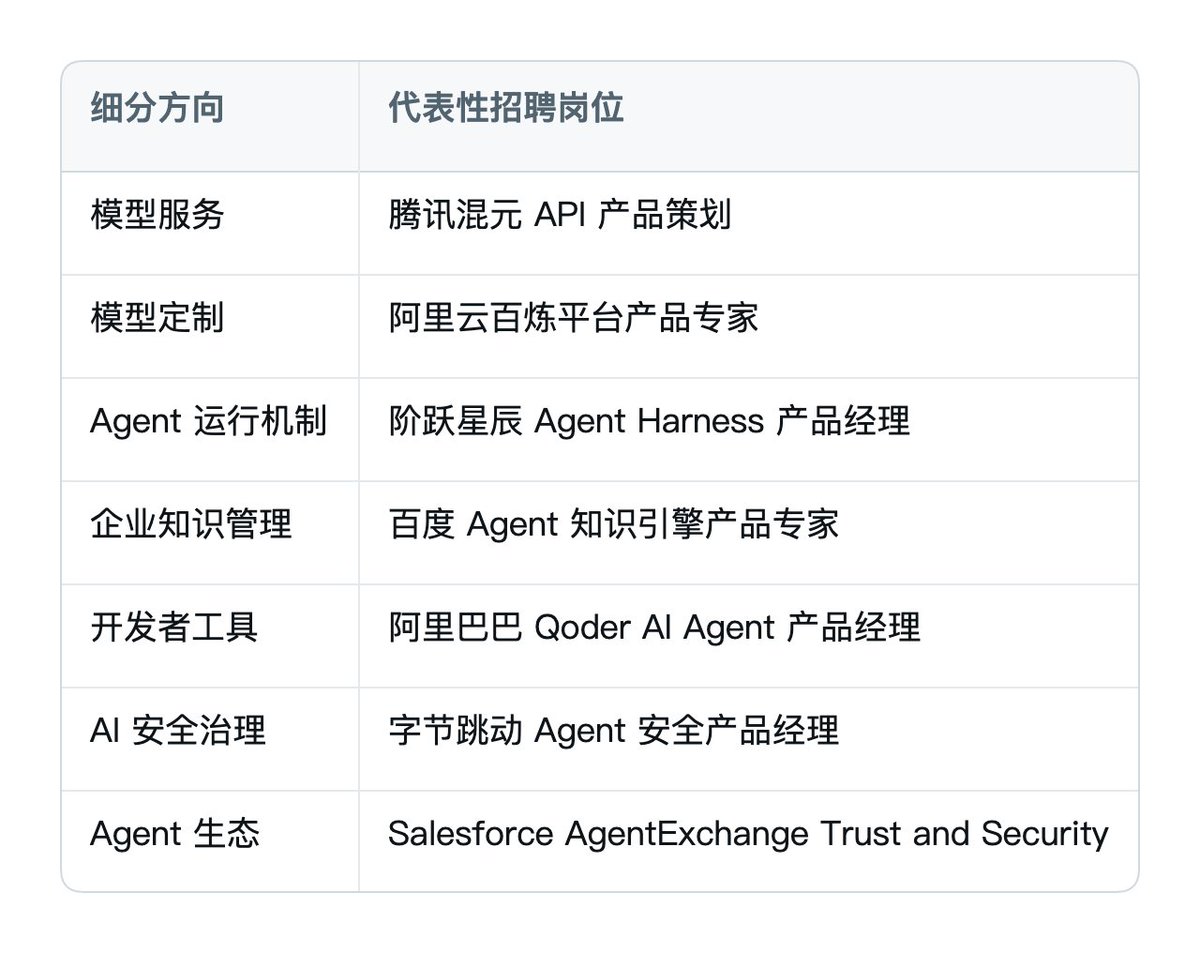 细分方向
代表性招聘岗位
模型服务
腾讯混元 API 产品策划
模型定制
阿里云百炼平台产品专家
Agent 运行机制
阶跃星辰 Agent Harness 产品经理
企业知识管理
百度 Agent 知识引擎产品专家
开发者工具
阿里巴巴 Qoder AI Agent 产品经理
AI 安全治理
字节跳动 Agent 安全产品经理
Agent 生态
Salesforce AgentExchange Trust and Security